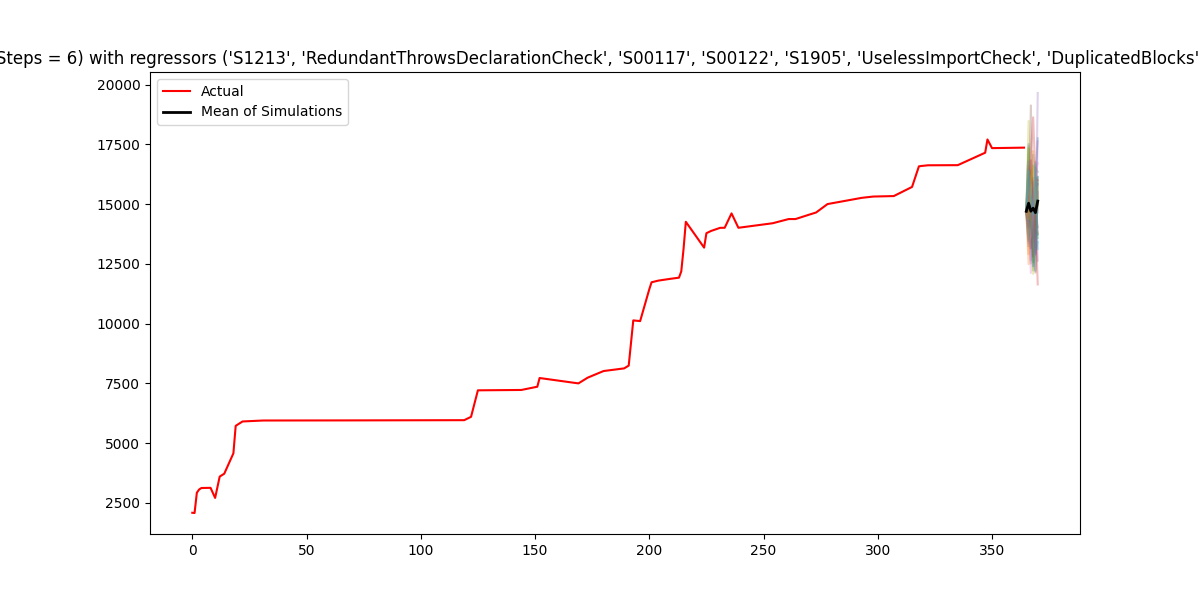 Steps = 6) with regressors ('S1213', 'RedundantThrowsDeclarationCheck', 'S00117', 'S00122', 'S1905', 'UselessImportCheck', 'DuplicatedBlocks'
Actual
Mean of Simulations
20000
17500
15000
12500
10000
7500
5000
2500
0 50 100 150 200 250 300 350